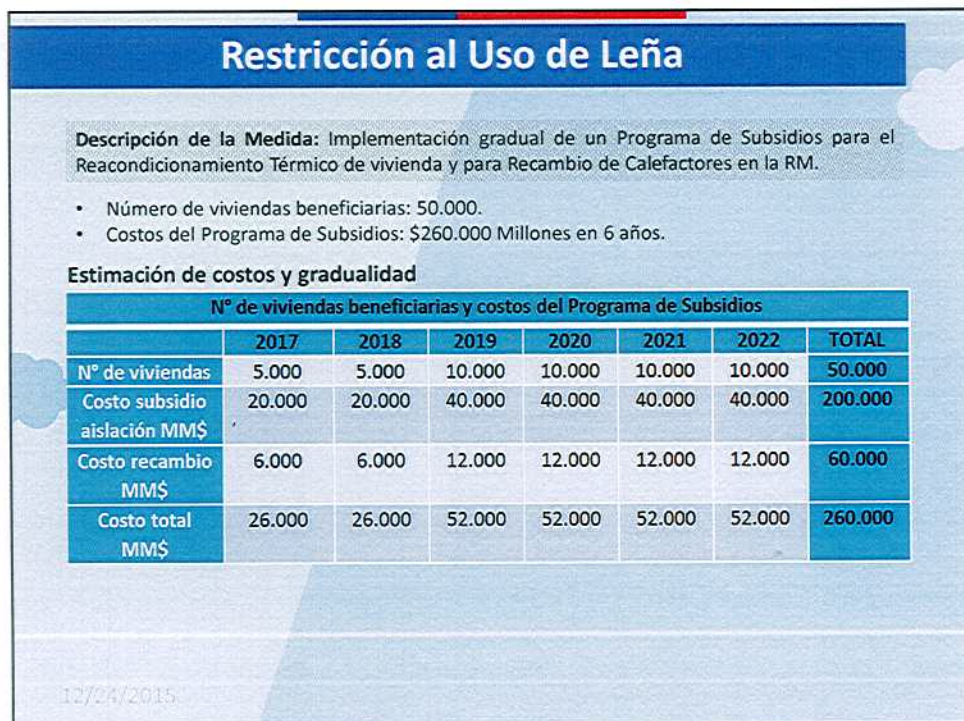 Restricción al Uso de Leña
Descripción de la Medida: Implementación gradual de un Programa de Subsidios para el
Reacondicionamiento Térmico de vivienda y para Recambio de Calefactores en la RM.
• Número de viviendas beneficiarias: 50.000.
• Costos del Programa de Subsidios: $260.000 Millones en 6 años.
Estimación de costos y gradualidad
N° de viviendas beneficiarias y costos del Programa de Subsidios
2017 2018 2019 2020 2021 2022 TOTAL
N° de viviendas 5.000 5.000 10.000 10.000 10.000 10.000 50.000
Costo subsidio
aislación MM$ 20.000 20.000 40.000 40.000 40.000 40.000 200.000
Costo recambio
MM$ 6.000 6.000 12.000 12.000 12.000 12.000 60.000
Costo total
MM$ 26.000 26.000 52.000 52.000 52.000 52.000 260.000
12/24/2015